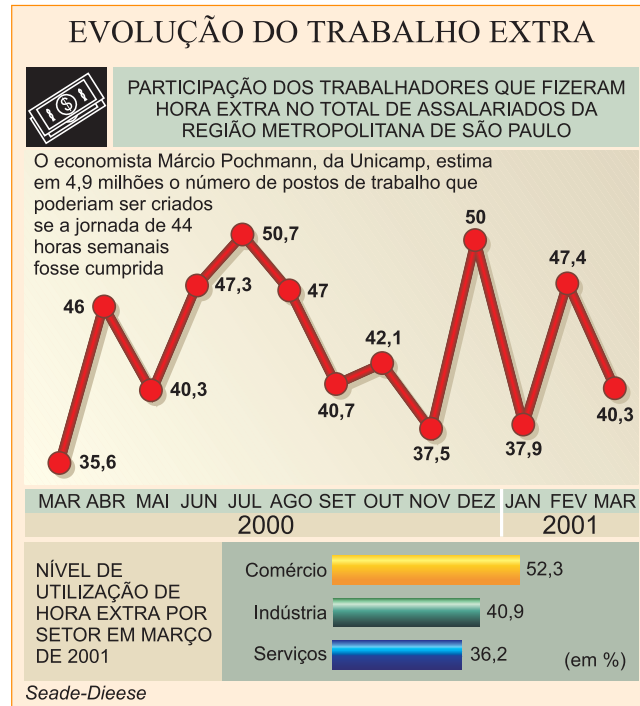 EVOLUÇÃO DO TRABALHO EXTRA
PARTICIPAÇÃO DOS TRABALHADORES QUE FIZERAM
HORA EXTRA NO TOTAL DE ASSALARIADOS DA
REGIÃO METROPOLITANA DE SÃO PAULO
O economista Márcio Pochmann, da Unicamp, estima
em 4,9 milhões o número de postos de trabalho que
poderiam ser criados
se a jornada de 44
horas semanais
fosse cumprida
35,6
46
40,3
47,3
50,7
47
40,7
42,1
37,5
50
37,9
47,4
40,3
MAR ABR MAI JUN JUL AGO SET OUT NOV DEZ JAN FEV MAR
2000 2001
NÍVEL DE
UTILIZAÇÃO DE
HORA EXTRA POR
SETOR EM MARÇO
DE 2001
Comércio 52,3
Indústria 40,9
Serviços 36,2
(em %)
Seade-Dieese